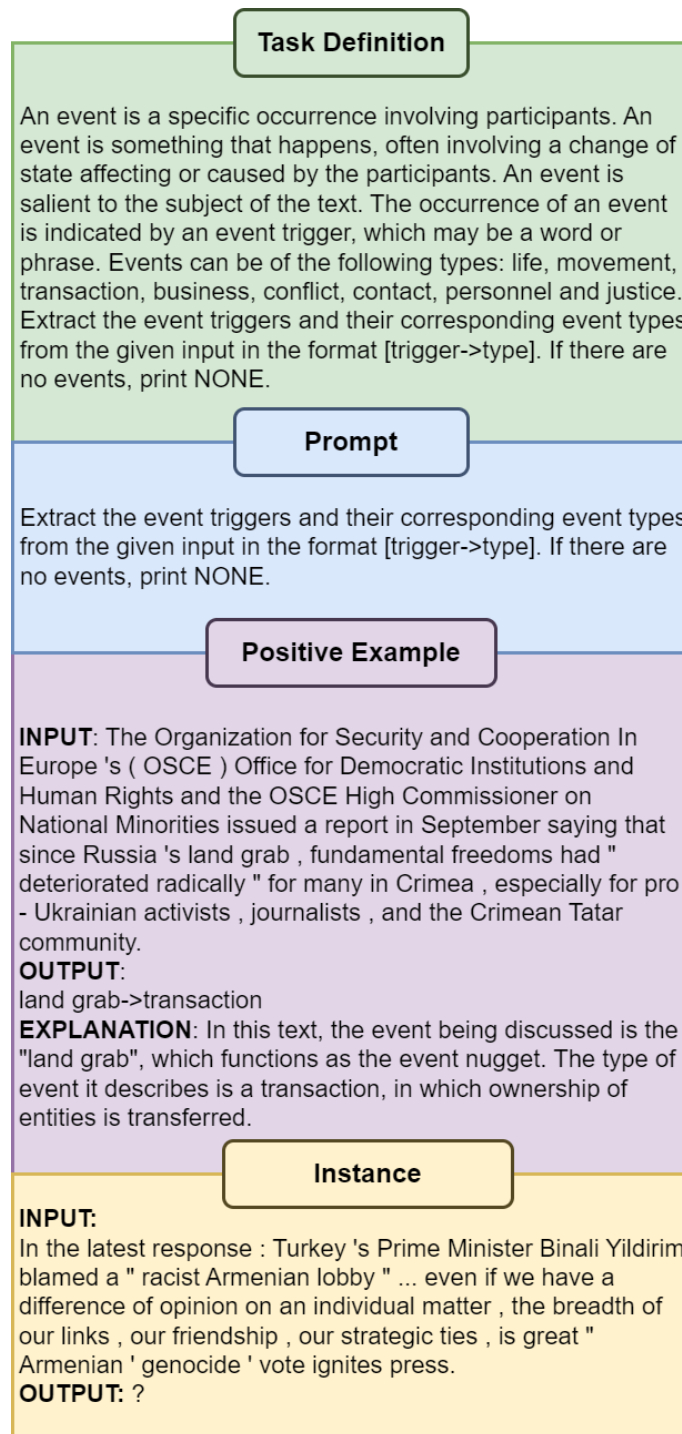 Task Definition
An event is a specific occurrence involving participants. An
event is something that happens, often involving a change of
state affecting or caused by the participants. An event is
salient to the subject of the text. The occurrence of an event
is indicated by an event trigger, which may be a word or
phrase. Events can be of the following types: life, movement,
transaction, business, conflict, contact, personnel and justice.
Extract the event triggers and their corresponding event types
from the given input in the format [trigger->type]. If there are
no events, print NONE.
Prompt
Extract the event triggers and their corresponding event types
from the given input in the format [trigger->type]. If there are
no events, print NONE.
Positive Example
INPUT: The Organization for Security and Cooperation In
Europe 's ( OSCE ) Office for Democratic Institutions and
Human Rights and the OSCE High Commissioner on
National Minorities issued a report in September saying that
since Russia 's land grab , fundamental freedoms had "
deteriorated radically " for many in Crimea , especially for pro
- Ukrainian activists , journalists , and the Crimean Tatar
community.
OUTPUT:
land grab->transaction
EXPLANATION: In this text, the event being discussed is the
"land grab", which functions as the event nugget. The type of
event it describes is a transaction, in which ownership of
entities is transferred.
Instance
INPUT:
In the latest response : Turkey 's Prime Minister Binali Yildirim
blamed a " racist Armenian lobby " ... even if we have a
difference of opinion on an individual matter , the breadth of
our links , our friendship , our strategic ties , is great "
Armenian ' genocide ' vote ignites press.
OUTPUT: ?